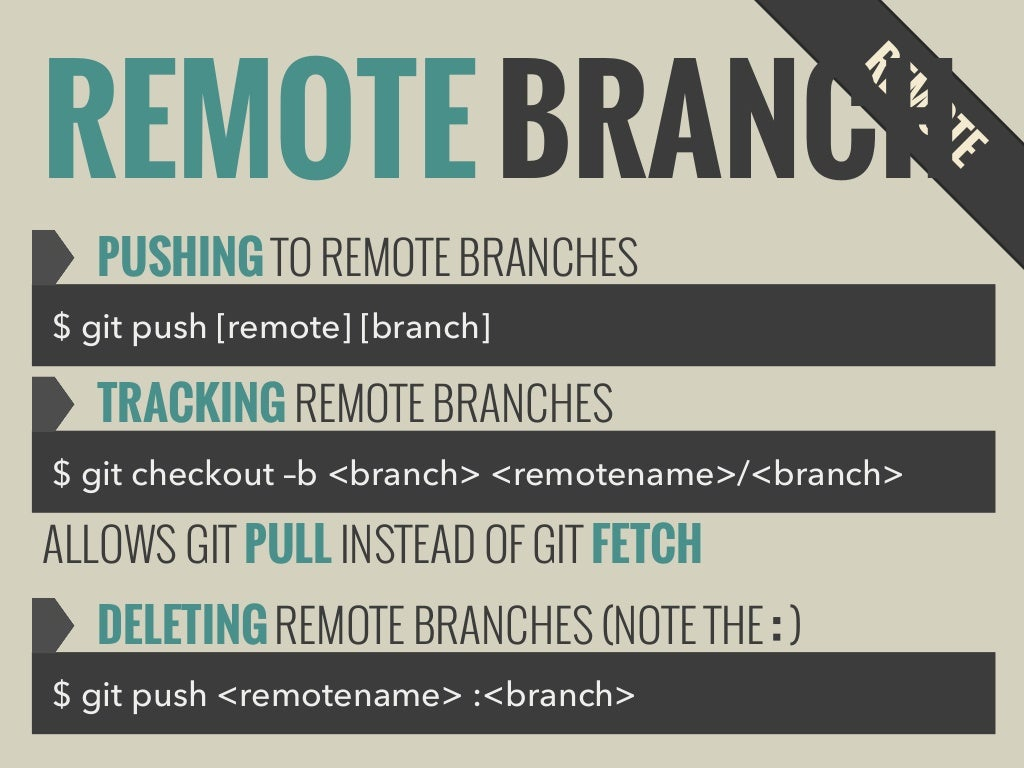 REMOTE BRANCH
REMOTE
PUSHING TO REMOTE BRANCHES
$ git push [remote] [branch]
TRACKING REMOTE BRANCHES
$ git checkout –b <branch> <remotename>/<branch>
ALLOWS GIT PULL INSTEAD OF GIT FETCH
DELETING REMOTE BRANCHES (NOTE THE : )
$ git push <remotename> :<branch>